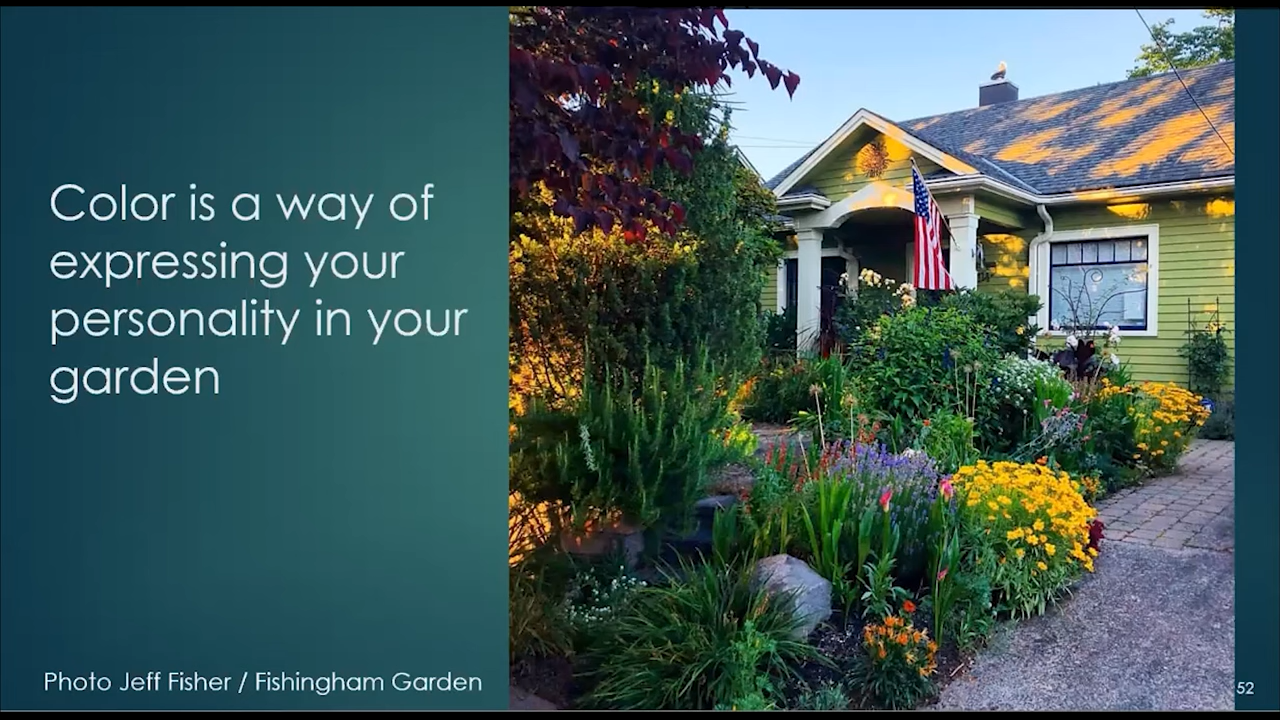 Color is a way of
expressing your
personality in your
garden
Photo Jeff Fisher / Fishingham Garden
52